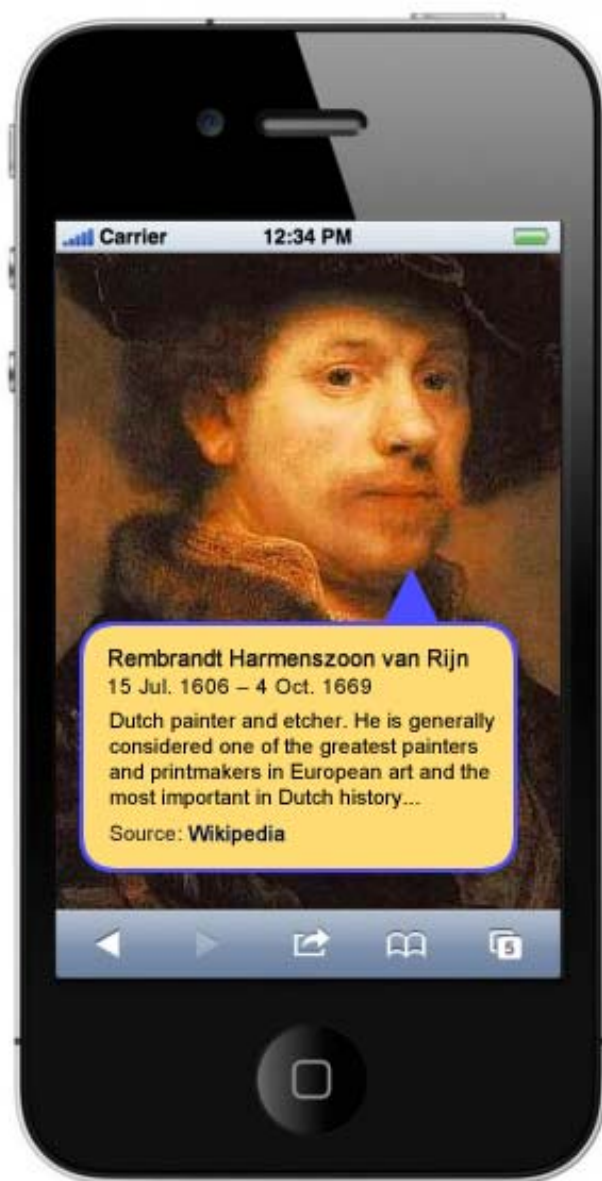 Carrier 12:34 PM
Rembrandt Harmenszoon van Rijn
15 Jul. 1606 – 4 Oct. 1669
Dutch painter and etcher. He is generally
considered one of the greatest painters
and printmakers in European art and the
most important in Dutch history...
Source: Wikipedia
5